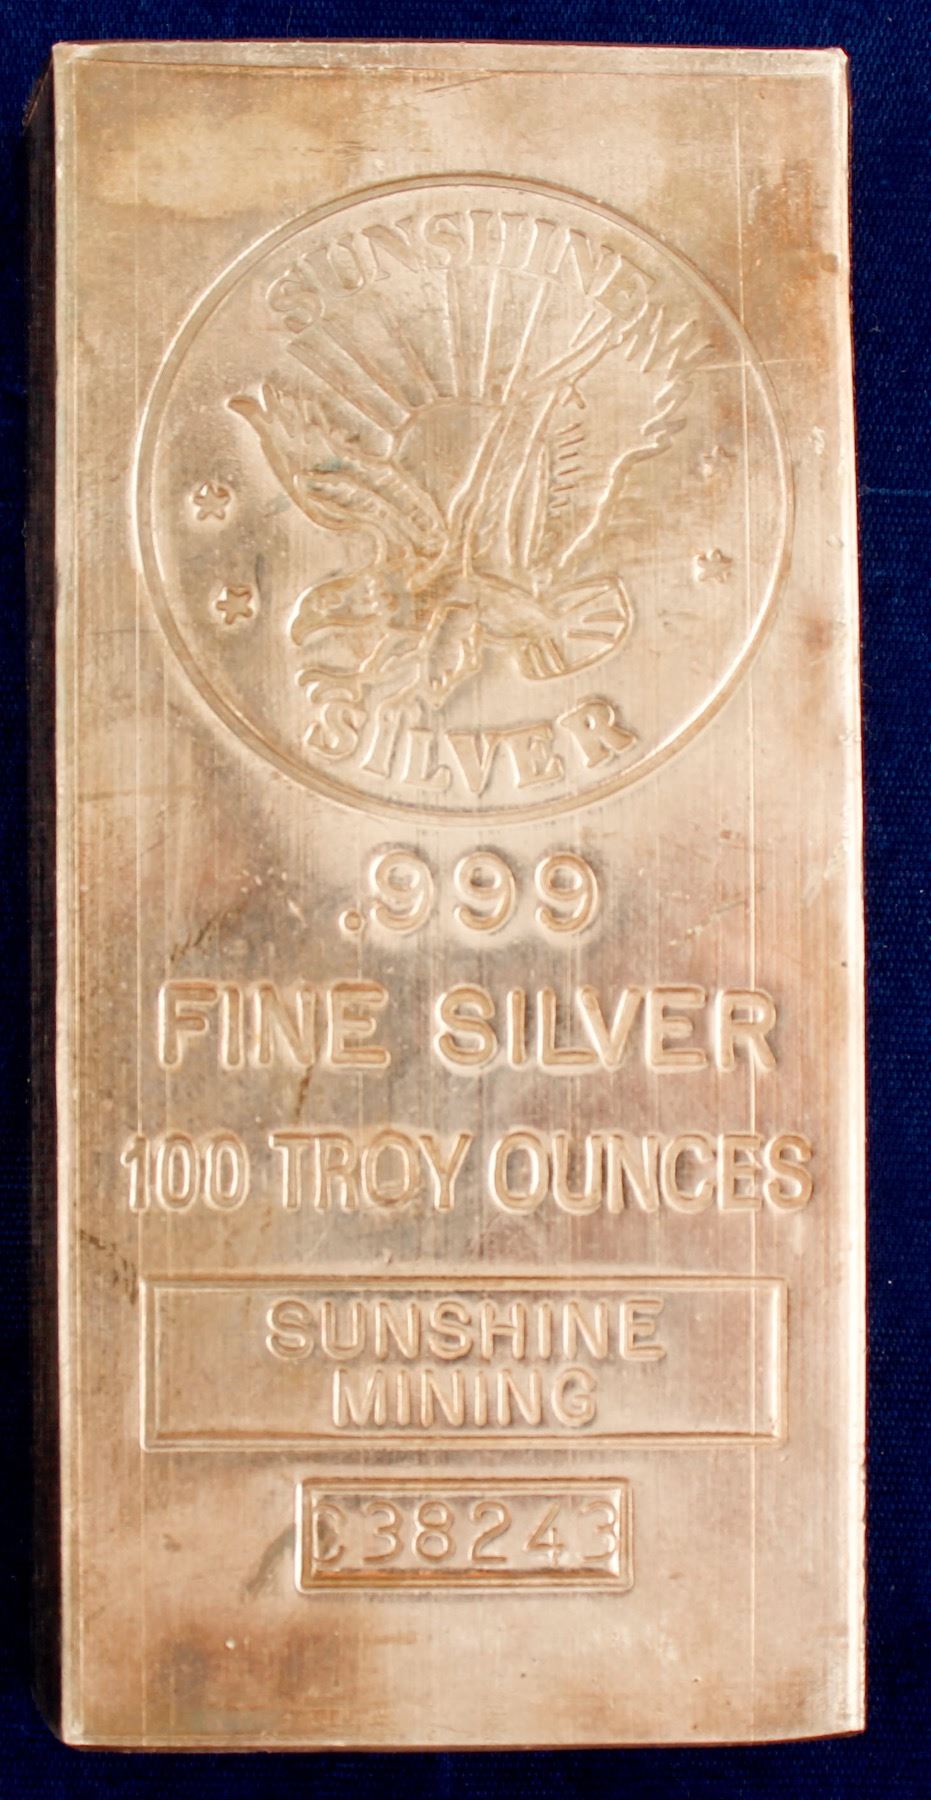 SUNSHINE
SILVER
.999
FINE SILVER
100 TROY OUNCES
SUNSHINE
MINING
C38243